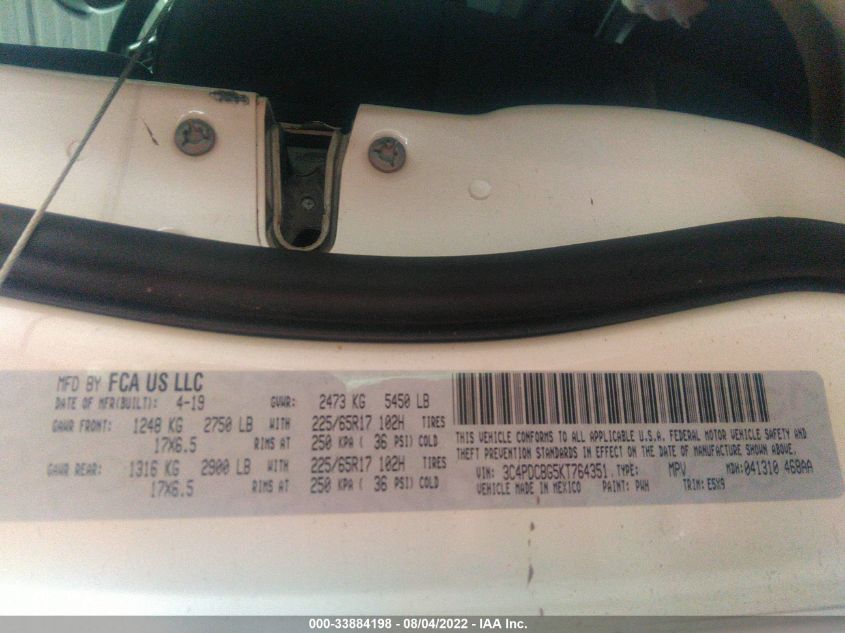 MFD BY FCA US LLC
DATE OF MFR(BUILT): 4-19 GVWR: 2473 KG 5450 LB
GAWR FRONT: 1248 KG 2750 LB WITH 225/65R17 102H TIRES
17X6.5 RIMS AT 250 KPA ( 36 PSI) COLD
GAWR REAR: 1316 KG 2900 LB WITH 225/65R17 102H TIRES
17X6.5 RIMS AT 250 KPA ( 36 PSI) COLD
THIS VEHICLE CONFORMS TO ALL APPLICABLE U.S.A. FEDERAL MOTOR VEHICLE SAFETY AND
THEFT PREVENTION STANDARDS IN EFFECT ON THE DATE OF MANUFACTURE SHOWN ABOVE.
VIN: 3C4PDCBG5KT764351 TYPE: MPV MDH: 041310 468AA
VEHICLE MADE IN MEXICO PAINT: PWH TRIM: E5X9
000-33884198 - 08/04/2022 - IAA Inc.